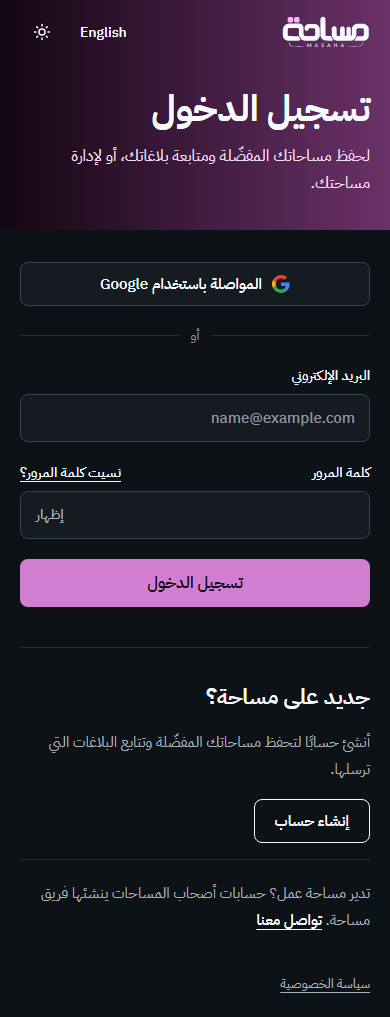 مساحة
MASAHA
English
تسجيل الدخول
لحفظ مساحاتك المفضّلة ومتابعة بلاغاتك، أو لإدارة
مساحتك.
المواصلة باستخدام Google
أو
البريد الإلكتروني
name@example.com
كلمة المرور
نسيت كلمة المرور؟
إظهار
تسجيل الدخول
جديد على مساحة؟
أنشئ حسابًا لتحفظ مساحاتك المفضّلة وتتابع البلاغات التي
ترسلها.
إنشاء حساب
تدير مساحة عمل؟ حسابات أصحاب المساحات ينشئها فريق
مساحة. تواصل معنا
سياسة الخصوصية